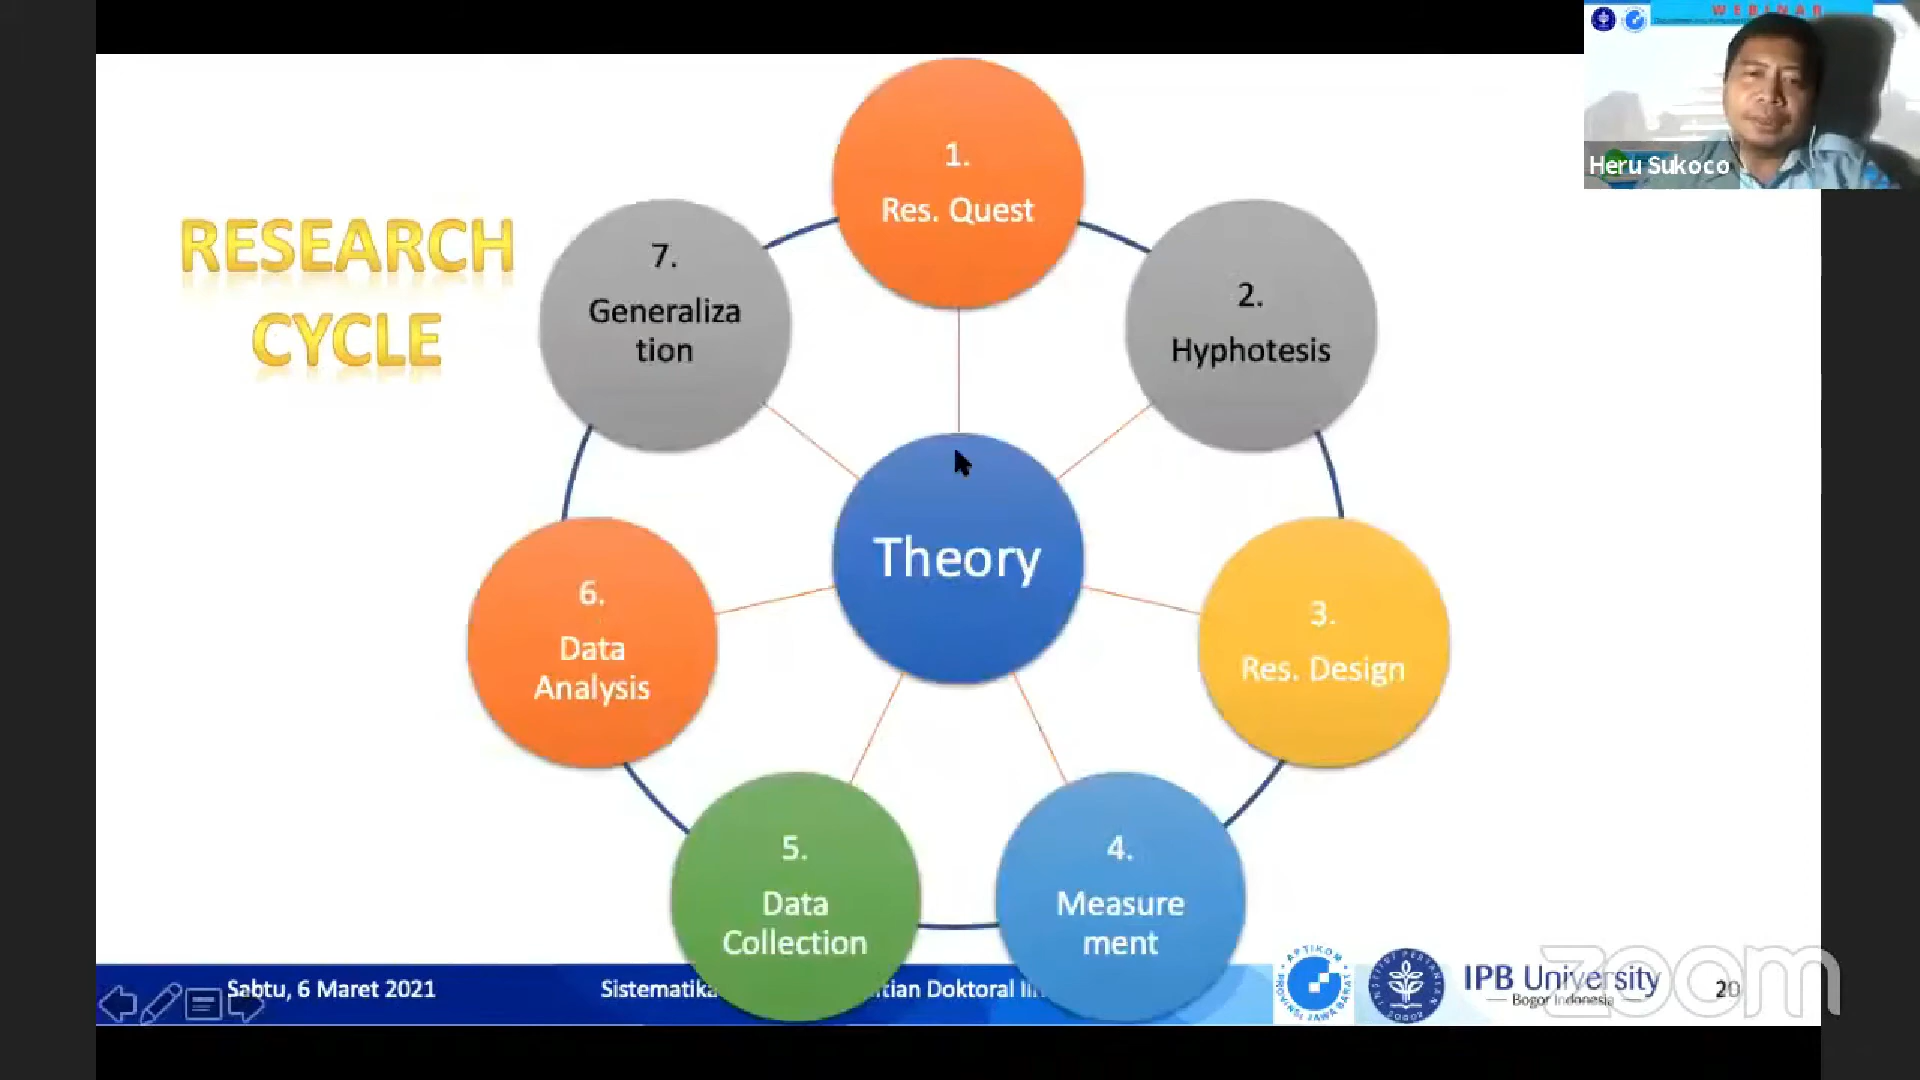 WEBINAR
Heru Sukoco
RESEARCH
CYCLE
1.
Res. Quest
2.
Hyphotesis
3.
Res. Design
4.
Measure
ment
5.
Data
Collection
6.
Data
Analysis
7.
Generaliza
tion
Theory
Sabtu, 6 Maret 2021
Sistematika
itian Doktoral Ilm
APTIKOM
PROVINSI JAWA BARAT
INSTITUT PERTANIAN
BOGOR
IPB University
Bogor Indonesia
20
zoom